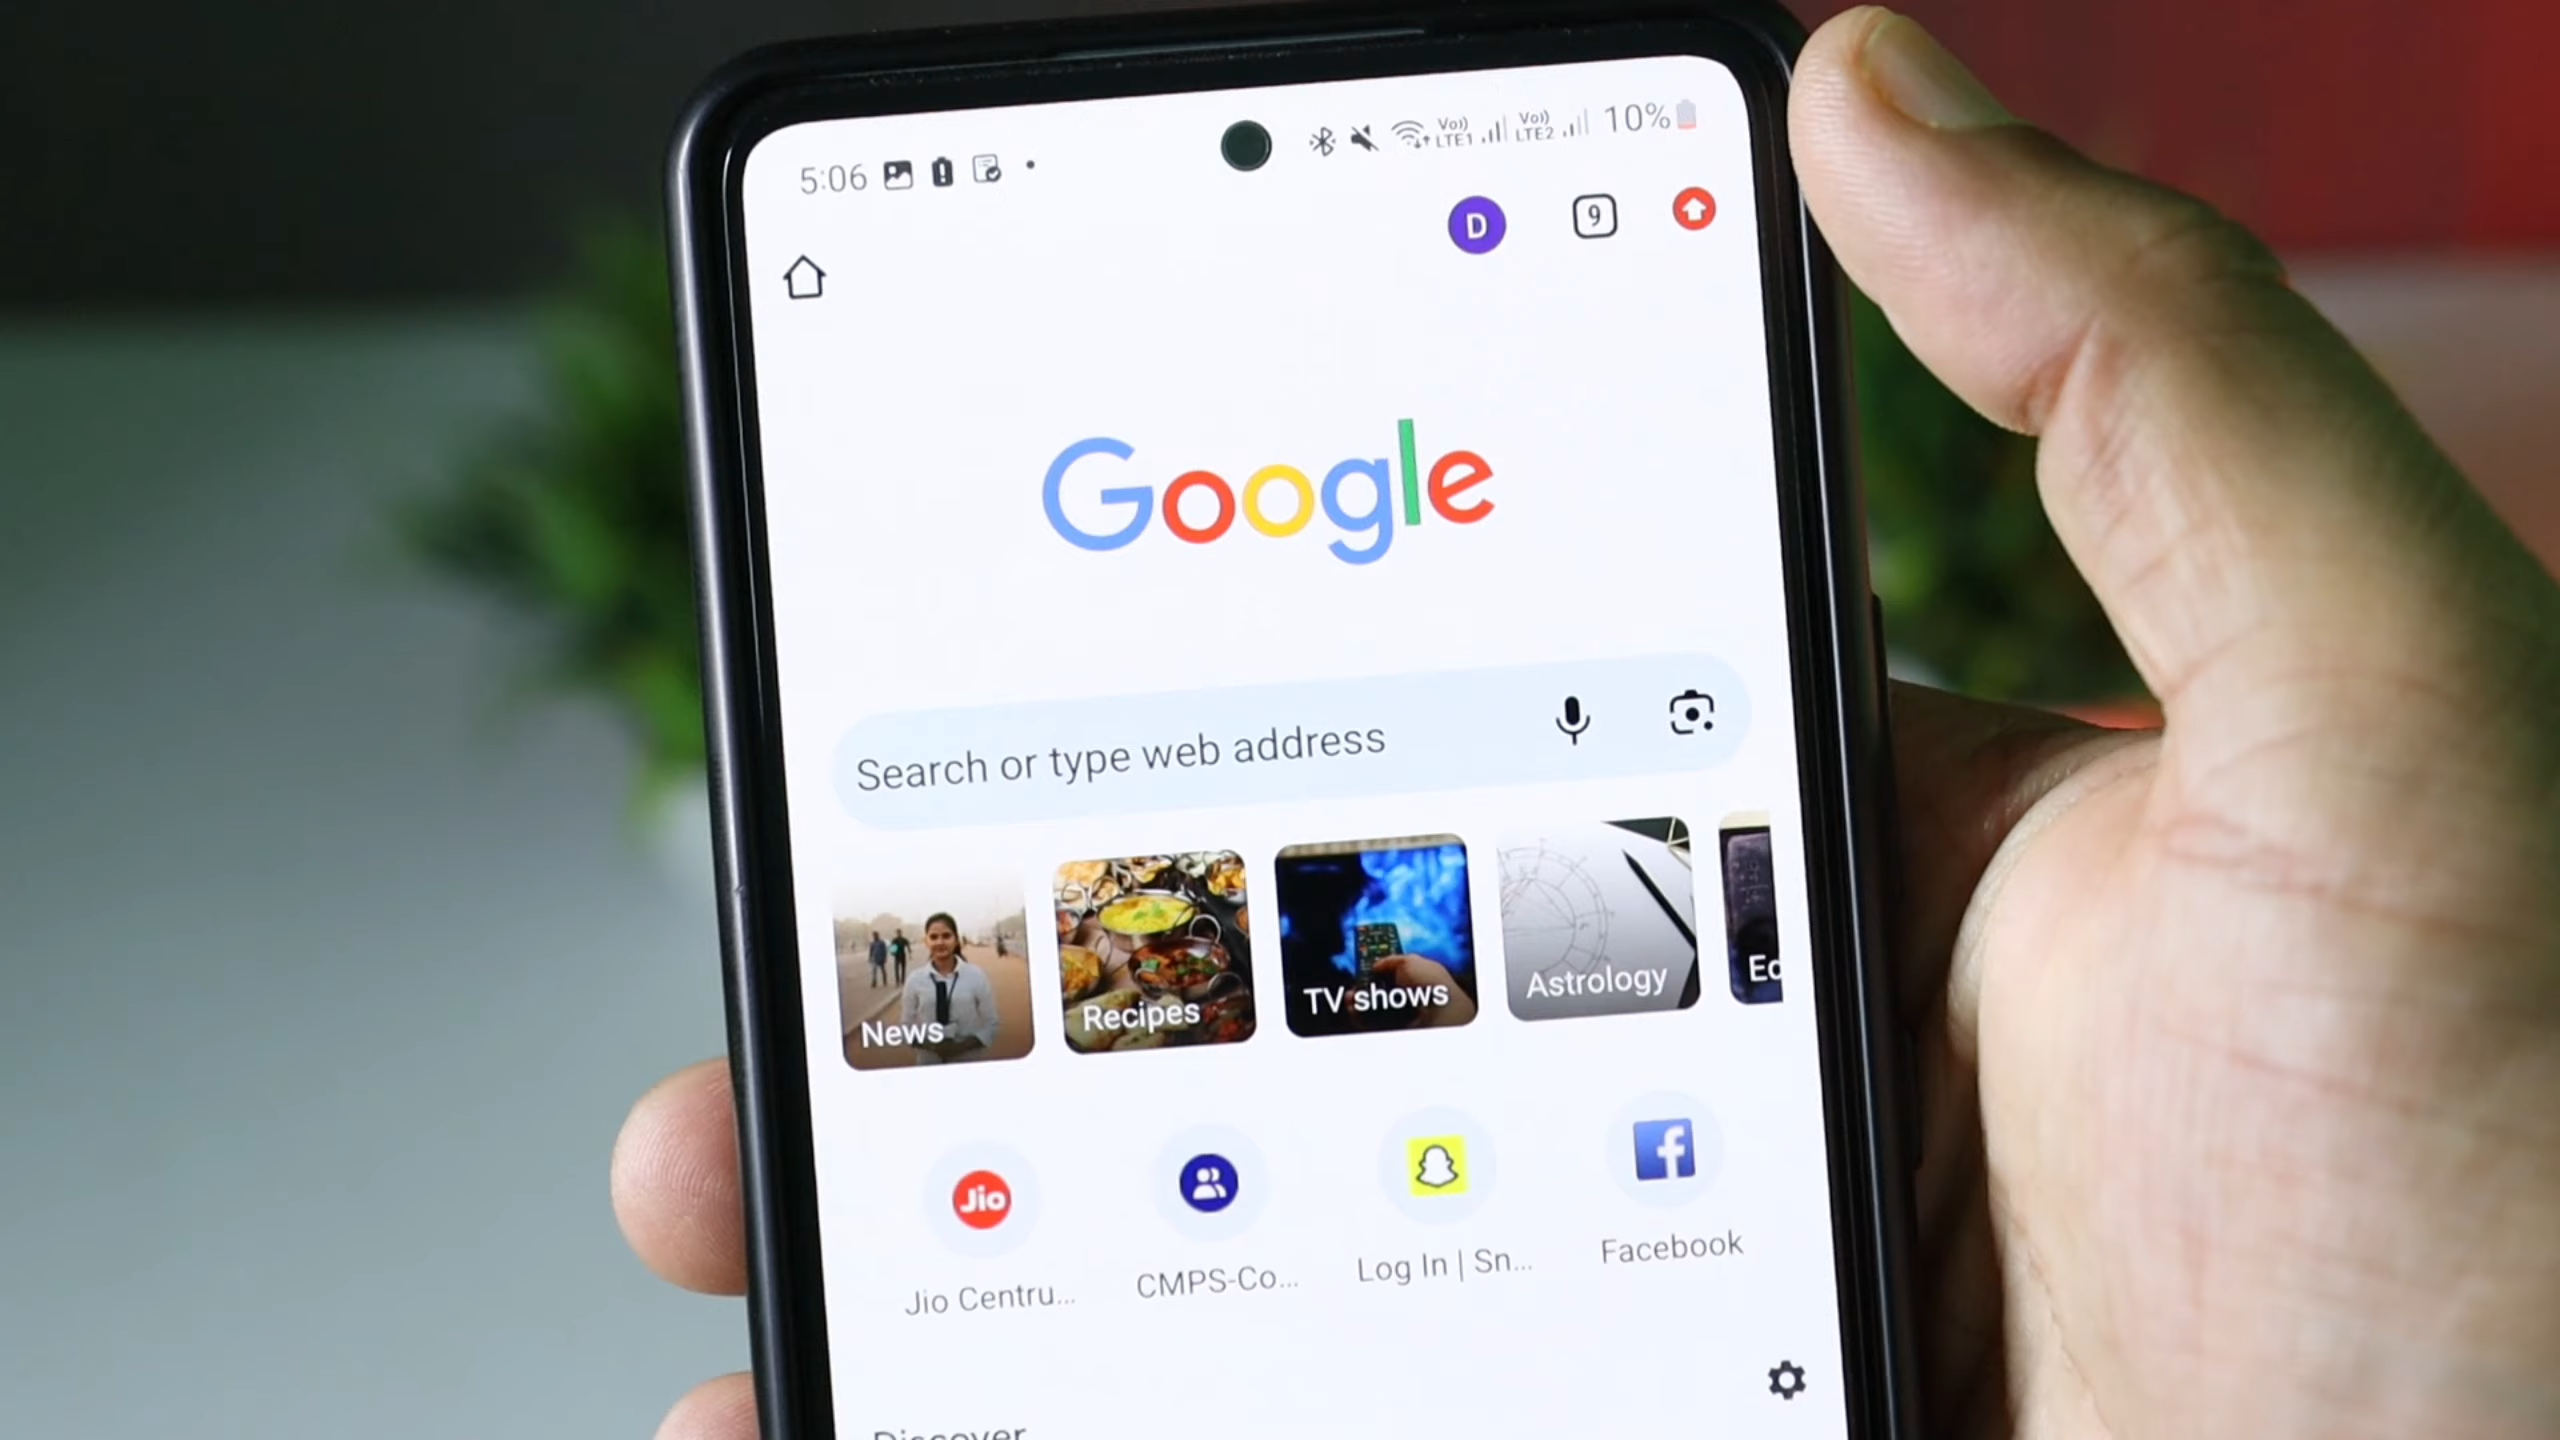 5:06 Vo)) LTE1 Vo)) LTE2 10%
D 9
Google
Search or type web address
News Recipes TV shows Astrology
Jio
Jio Centru... CMPS-Co... Log In | Sn... Facebook
Discover